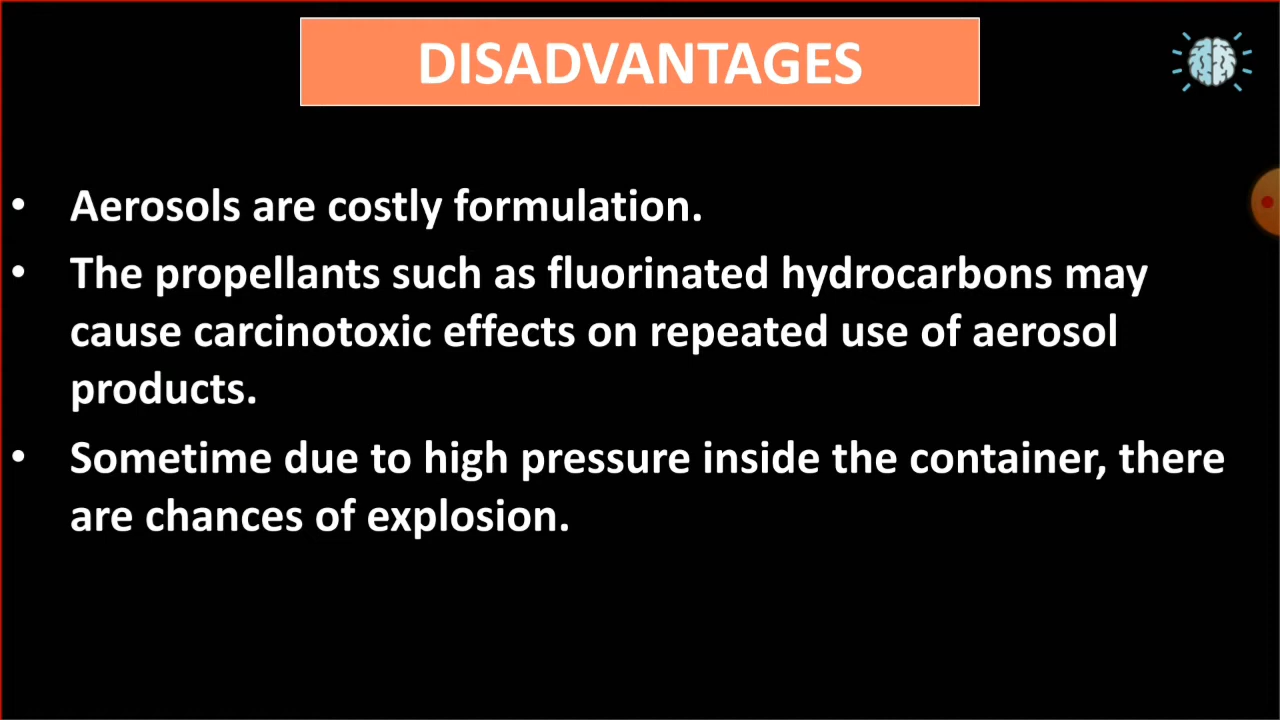 DISADVANTAGES
• Aerosols are costly formulation.
• The propellants such as fluorinated hydrocarbons may
cause carcinotoxic effects on repeated use of aerosol
products.
• Sometime due to high pressure inside the container, there
are chances of explosion.